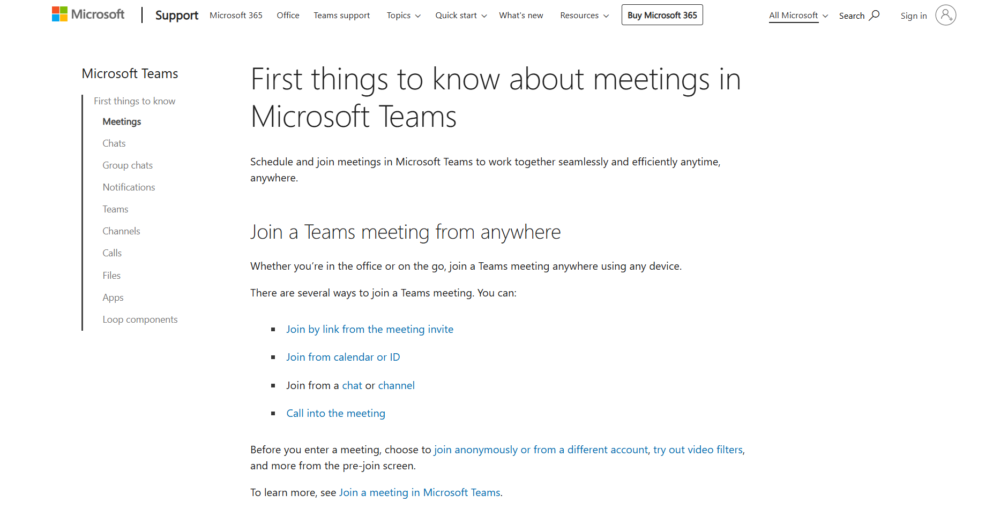 Microsoft Support Microsoft 365 Office Teams support Topics Quick start What's new Resources Buy Microsoft 365 All Microsoft Search Sign in
Microsoft Teams
First things to know
Meetings
Chats
Group chats
Notifications
Teams
Channels
Calls
Files
Apps
Loop components
First things to know about meetings in
Microsoft Teams
Schedule and join meetings in Microsoft Teams to work together seamlessly and efficiently anytime,
anywhere.
Join a Teams meeting from anywhere
Whether you’re in the office or on the go, join a Teams meeting anywhere using any device.
There are several ways to join a Teams meeting. You can:
Join by link from the meeting invite
Join from calendar or ID
Join from a chat or channel
Call into the meeting
Before you enter a meeting, choose to join anonymously or from a different account, try out video filters,
and more from the pre-join screen.
To learn more, see Join a meeting in Microsoft Teams.